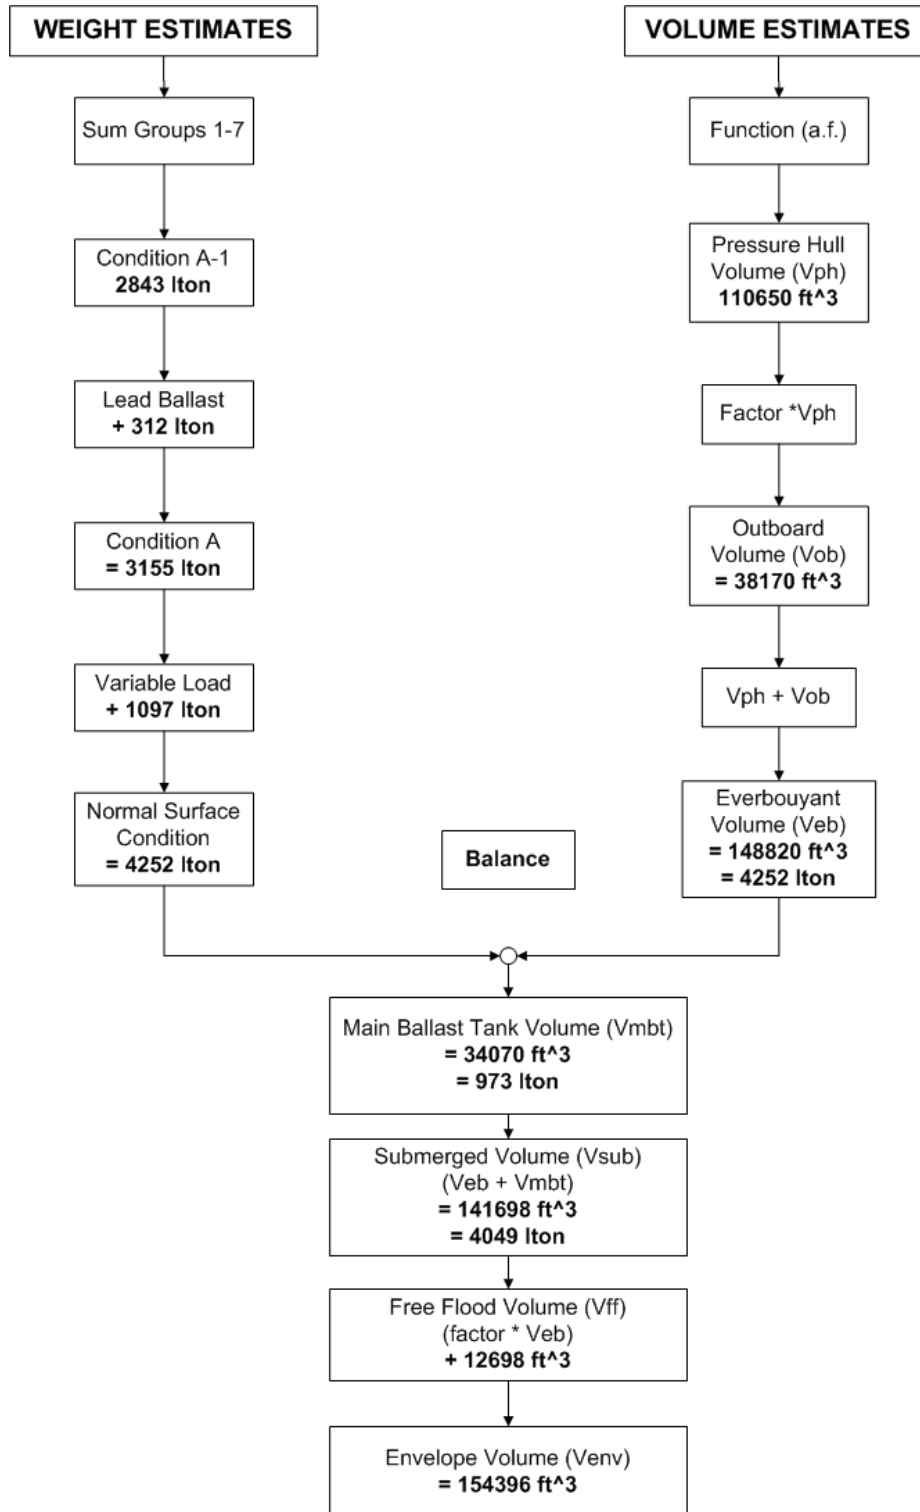 WEIGHT ESTIMATES
Sum Groups 1-7
Condition A-1
2843 lton
Lead Ballast
+ 312 lton
Condition A
= 3155 lton
Variable Load
+ 1097 lton
Normal Surface
Condition
= 4252 lton
VOLUME ESTIMATES
Function (a.f.)
Pressure Hull
Volume (Vph)
110650 ft^3
Factor *Vph
Outboard
Volume (Vob)
= 38170 ft^3
Vph + Vob
Everbouyant
Volume (Veb)
= 148820 ft^3
= 4252 lton
Balance
Main Ballast Tank Volume (Vmbt)
= 34070 ft^3
= 973 lton
Submerged Volume (Vsub)
(Veb + Vmbt)
= 141698 ft^3
= 4049 lton
Free Flood Volume (Vff)
(factor * Veb)
+ 12698 ft^3
Envelope Volume (Venv)
= 154396 ft^3